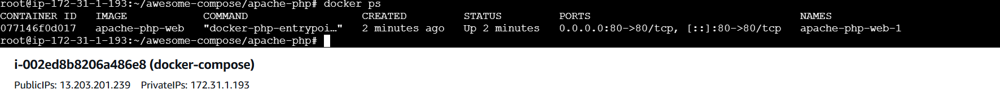 root@ip-172-31-1-193:~/awesome-compose/apache-php# docker ps
CONTAINER ID   IMAGE            COMMAND                  CREATED         STATUS         PORTS                                 NAMES
077146f0d017   apache-php-web   "docker-php-entrypoi…"   2 minutes ago   Up 2 minutes   0.0.0.0:80->80/tcp, [::]:80->80/tcp   apache-php-web-1
root@ip-172-31-1-193:~/awesome-compose/apache-php#
i-002ed8b8206a486e8 (docker-compose)
PublicIPs: 13.203.201.239 PrivateIPs: 172.31.1.193